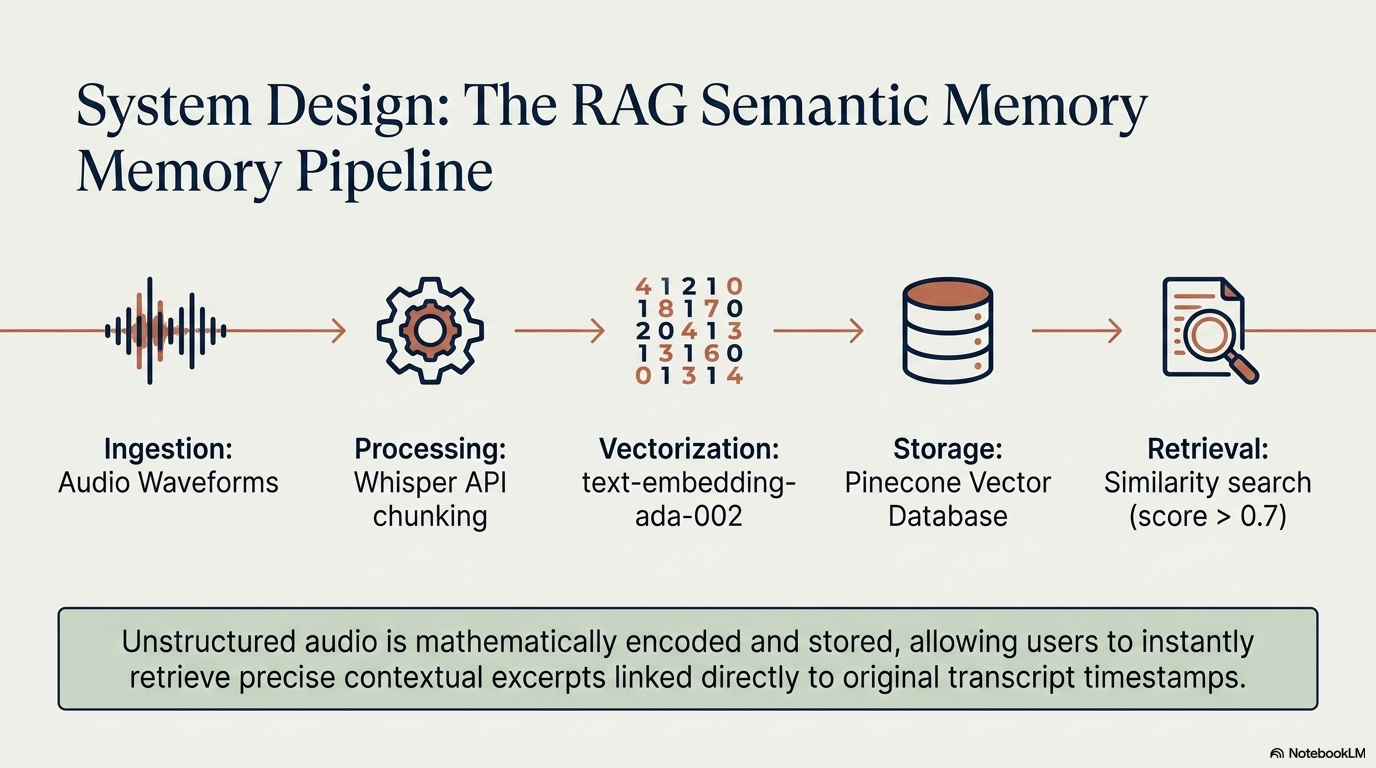 System Design: The RAG Semantic Memory
Memory Pipeline
4 1 2 1 0
1 8 1 7 0
2 0 4 1 3
1 3 1 6 0
0 1 3 1 4
Ingestion:
Audio Waveforms
Processing:
Whisper API
chunking
Vectorization:
text-embedding-
ada-002
Storage:
Pinecone Vector
Database
Retrieval:
Similarity search
(score > 0.7)
Unstructured audio is mathematically encoded and stored, allowing users to instantly
retrieve precise contextual excerpts linked directly to original transcript timestamps.
NotebookLM